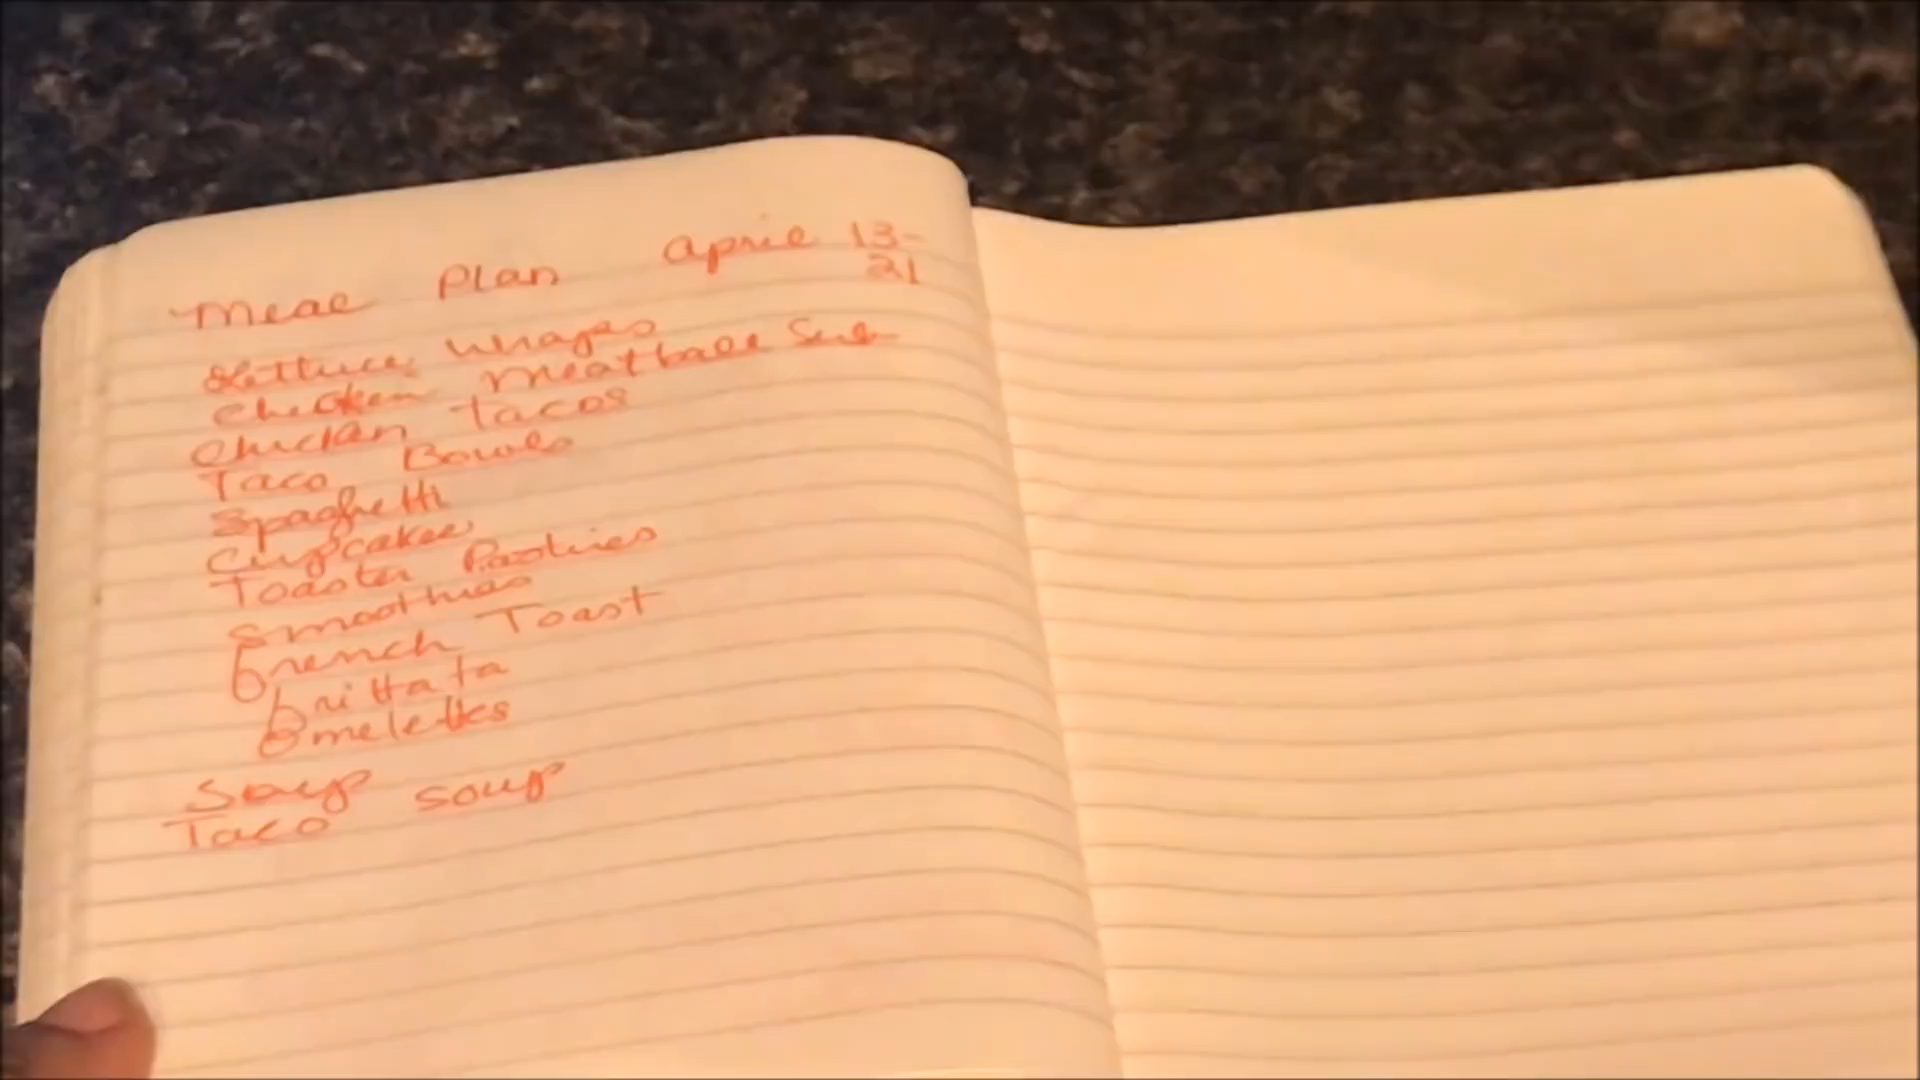 Meal Plan April 13-
21
Lettuce Wraps
Chicken Meatball Sub
Chicken Tacos
Taco Bowls
Spaghetti
Cupcakes
Toaster Pastries
Smoothies
French Toast
frittata
Omelettes
Soup
Taco Soup